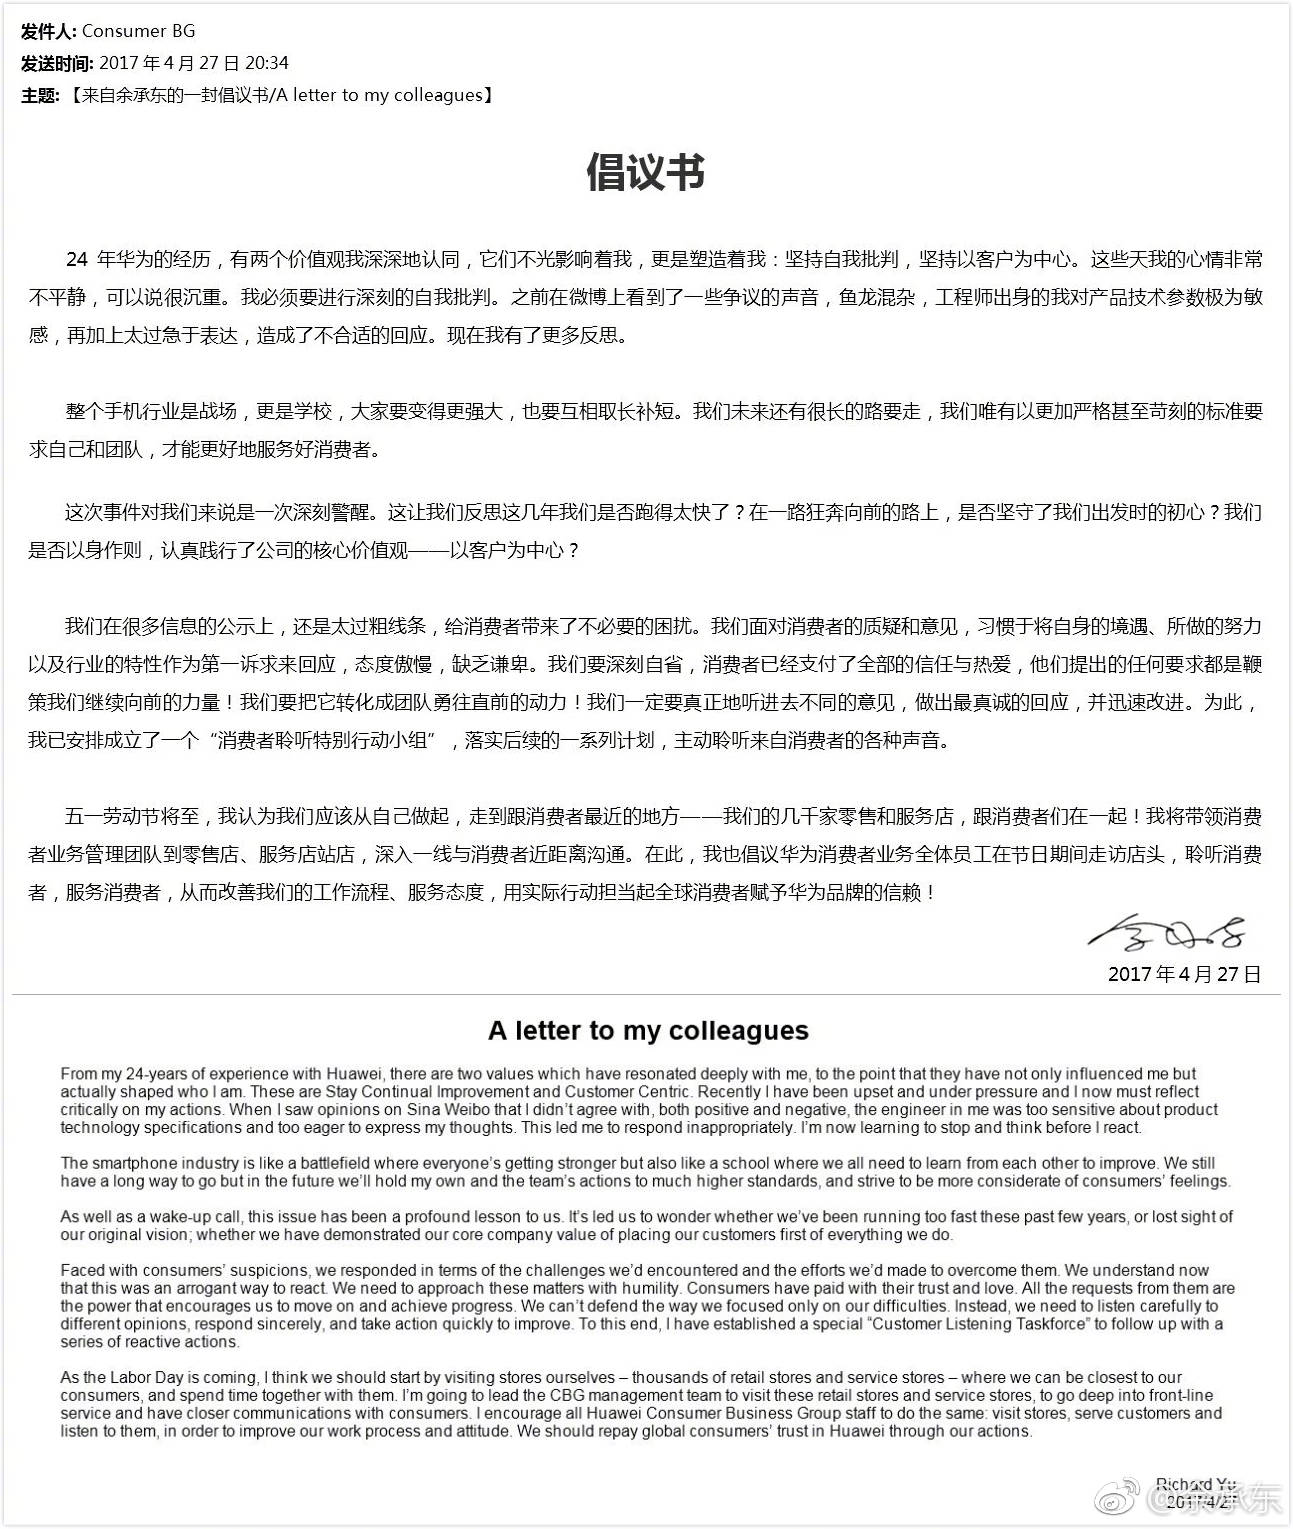 发件人: Consumer BG
发送时间: 2017 年 4 月 27 日 20:34
主题: 【来自余承东的一封倡议书/A letter to my colleagues】
倡议书
24 年华为的经历，有两个价值观我深深地认同，它们不光影响着我，更是塑造着我：坚持自我批判，坚持以客户为中心。这些天我的心情非常
不平静，可以说很沉重。我必须要进行深刻的自我批判。之前在微博上看到了一些争议的声音，鱼龙混杂，工程师出身的我对产品技术参数极为敏
感，再加上太过急于表达，造成了不合适的回应。现在我有了更多反思。
整个手机行业是战场，更是学校，大家要变得更强大，也要互相取长补短。我们未来还有很长的路要走，我们唯有以更加严格甚至苛刻的标准要
求自己和团队，才能更好地服务好消费者。
这次事件对我们来说是一次深刻警醒。这让我们反思这几年我们是否跑得太快了？在一路狂奔向前的路上，是否坚守了我们出发时的初心？我们
是否以身作则，认真践行了公司的核心价值观——以客户为中心？
我们在很多信息的公示上，还是太过粗线条，给消费者带来了不必要的困扰。我们面对消费者的质疑和意见，习惯于将自身的境遇、所做的努力
以及行业的特性作为第一诉求来回应，态度傲慢，缺乏谦卑。我们要深刻自省，消费者已经支付了全部的信任与热爱，他们提出的任何要求都是鞭
策我们继续向前的力量！我们要把它转化成团队勇往直前的动力！我们一定要真正地听进去不同的意见，做出最真诚的回应，并迅速改进。为此，
我已安排成立了一个“消费者聆听特别行动小组”，落实后续的一系列计划，主动聆听来自消费者的各种声音。
五一劳动节将至，我认为我们应该从自己做起，走到跟消费者最近的地方——我们的几千家零售和服务店，跟消费者们在一起！我将带领消费
者业务管理团队到零售店、服务店站店，深入一线与消费者近距离沟通。在此，我也倡议华为消费者业务全体员工在节日期间走访店头，聆听消费
者，服务消费者，从而改善我们的工作流程、服务态度，用实际行动担当起全球消费者赋予华为品牌的信赖！
余承东
2017 年 4 月 27 日
A letter to my colleagues
From my 24-years of experience with Huawei, there are two values which have resonated deeply with me, to the point that they have not only influenced me but
actually shaped who I am. These are Stay Continual Improvement and Customer Centric. Recently I have been upset and under pressure and I now must reflect
critically on my actions. When I saw opinions on Sina Weibo that I didn't agree with, both positive and negative, the engineer in me was too sensitive about product
technology specifications and too eager to express my thoughts. This led me to respond inappropriately. I'm now learning to stop and think before I react.
The smartphone industry is like a battlefield where everyone's getting stronger but also like a school where we all need to learn from each other to improve. We still
have a long way to go but in the future we'll hold my own and the team's actions to much higher standards, and strive to be more considerate of consumers' feelings.
As well as a wake-up call, this issue has been a profound lesson to us. It's led us to wonder whether we've been running too fast these past few years, or lost sight of
our original vision; whether we have demonstrated our core company value of placing our customers first of everything we do.
Faced with consumers' suspicions, we responded in terms of the challenges we'd encountered and the efforts we'd made to overcome them. We understand now
that this was an arrogant way to react. We need to approach these matters with humility. Consumers have paid with their trust and love. All the requests from them are
the power that encourages us to move on and achieve progress. We can't defend the way we focused only on our difficulties. Instead, we need to listen carefully to
different opinions, respond sincerely, and take action quickly to improve. To this end, I have established a special “Customer Listening Taskforce” to follow up with a
series of reactive actions.
As the Labor Day is coming, I think we should start by visiting stores ourselves – thousands of retail stores and service stores – where we can be closest to our
consumers, and spend time together with them. I'm going to lead the CBG management team to visit these retail stores and service stores, to go deep into front-line
service and have closer communications with consumers. I encourage all Huawei Consumer Business Group staff to do the same: visit stores, serve customers and
listen to them, in order to improve our work process and attitude. We should repay global consumers' trust in Huawei through our actions.
Richard Yu
2017/4/27
@余承东